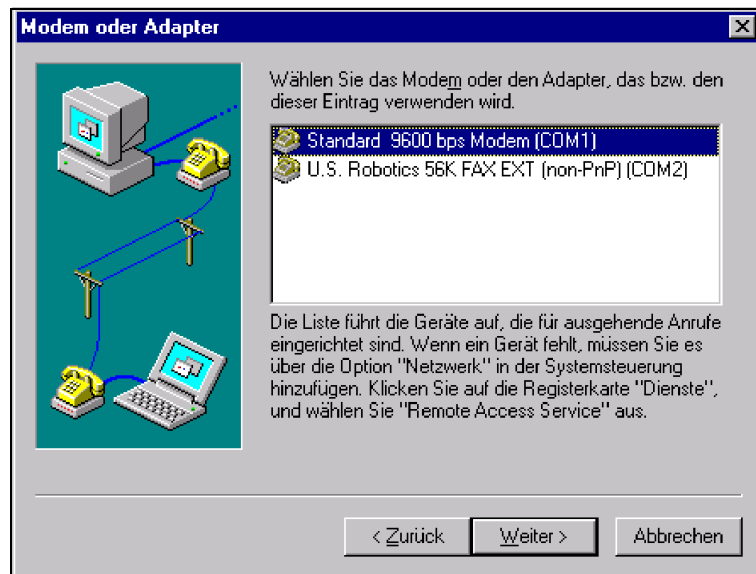 Modem oder Adapter
Wählen Sie das Modem oder den Adapter, das bzw. den
dieser Eintrag verwenden wird.
Standard 9600 bps Modem (COM1)
U.S. Robotics 56K FAX EXT (non-PnP) (COM2)
Die Liste führt die Geräte auf, die für ausgehende Anrufe
eingerichtet sind. Wenn ein Gerät fehlt, müssen Sie es
über die Option "Netzwerk" in der Systemsteuerung
hinzufügen. Klicken Sie auf die Registerkarte "Dienste",
und wählen Sie "Remote Access Service" aus.
< Zurück
Weiter >
Abbrechen